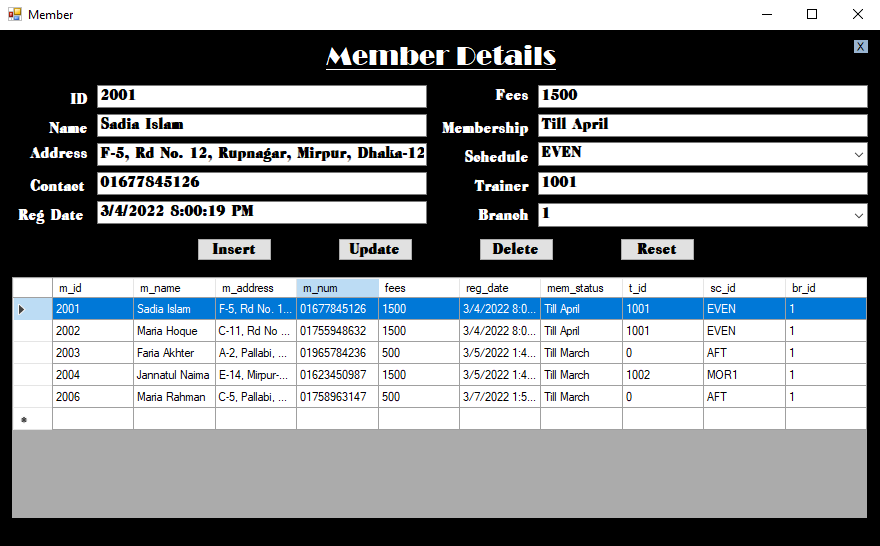 Member
Member Details
X
ID 2001 Fees 1500
Name Sadia Islam Membership Till April
Address F-5, Rd No. 12, Rupnagar, Mirpur, Dhaka-12 Schedule EVEN
Contact 01677845126 Trainer 1001
Reg Date 3/4/2022 8:00:19 PM Branch 1
Insert Update Delete Reset
m_id m_name m_address m_num fees reg_date mem_status t_id sc_id br_id
2001 Sadia Islam F-5, Rd No. 1... 01677845126 1500 3/4/2022 8:0... Till April 1001 EVEN 1
2002 Maria Hoque C-11, Rd No ... 01755948632 1500 3/4/2022 8:0... Till April 1001 EVEN 1
2003 Faria Akhter A-2, Pallabi, ... 01965784236 500 3/5/2022 1:4... Till March 0 AFT 1
2004 Jannatul Naima E-14, Mirpur-... 01623450987 1500 3/5/2022 1:4... Till March 1002 MOR1 1
2006 Maria Rahman C-5, Pallabi, ... 01758963147 500 3/7/2022 1:5... Till March 0 AFT 1